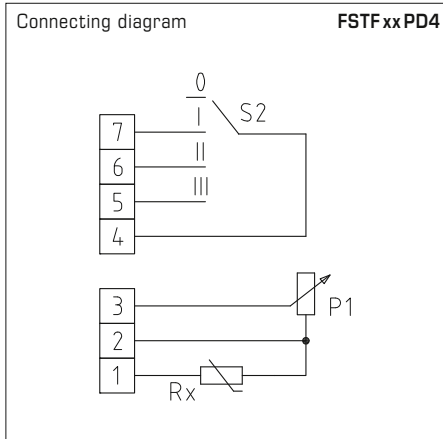 Connecting diagram FSTF xx PD4
0
I
S2
7
II
6
III
5
4
3
P1
2
1
Rx